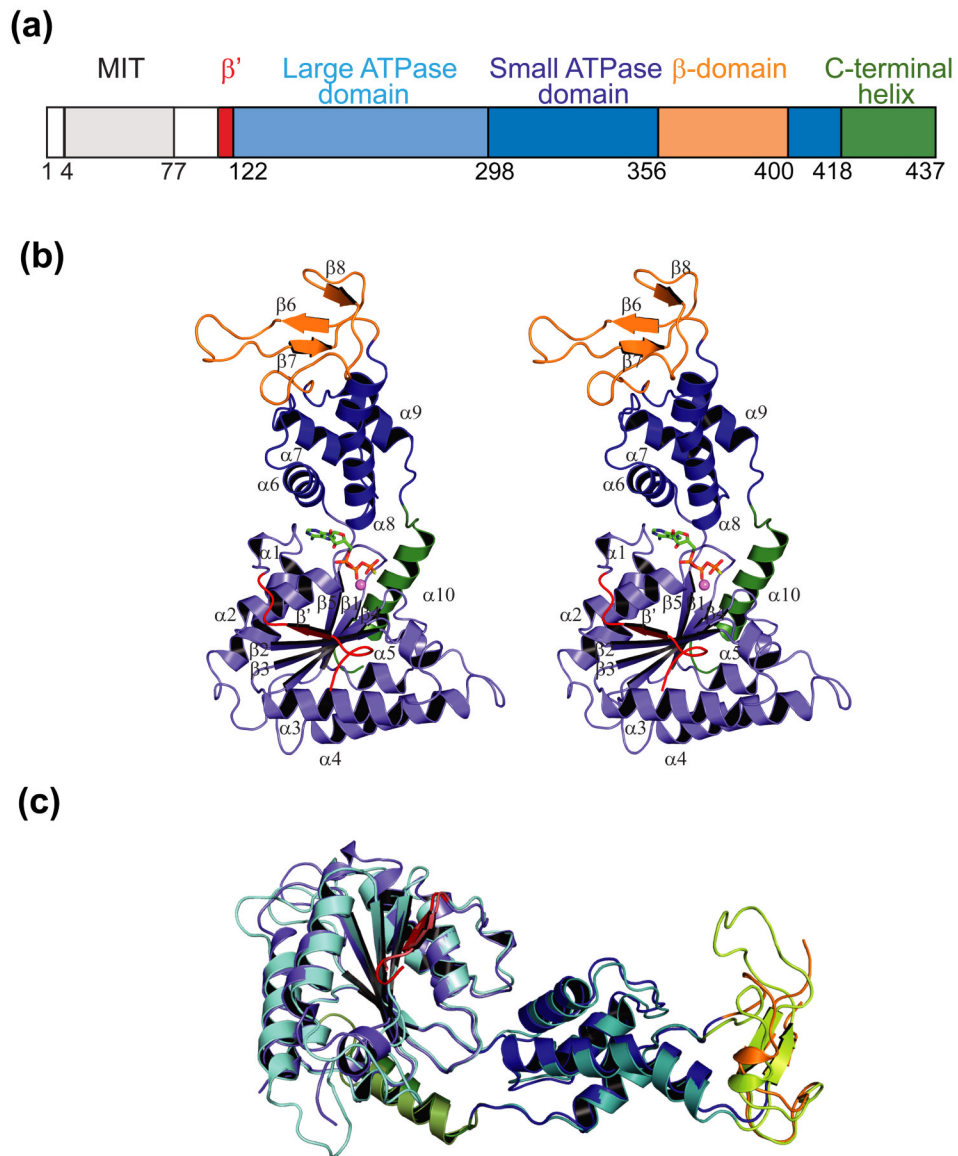 (a)
MIT β’ Large ATPase domain Small ATPase domain β-domain C-terminal helix
1 4 77 122 298 356 400 418 437
(b)
β8 β8
β6 β6
β7 β7
α9 α9
α7 α7
α6 α6
α8 α8
α1 α1
β5 β1 β5 β1
α10 α10
α2 β’ α2 β’
β2 α5 β2 α5
β3 β3
α3 α3
α4 α4
(c)